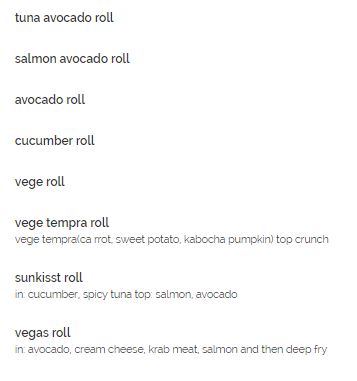 tuna avocado roll
salmon avocado roll
avocado roll
cucumber roll
vege roll
vege tempra roll
vege tempra(ca rrot, sweet potato, kabocha pumpkin) top crunch
sunkisst roll
in: cucumber, spicy tuna top: salmon, avocado
vegas roll
in: avocado, cream cheese, krab meat, salmon and then deep fry